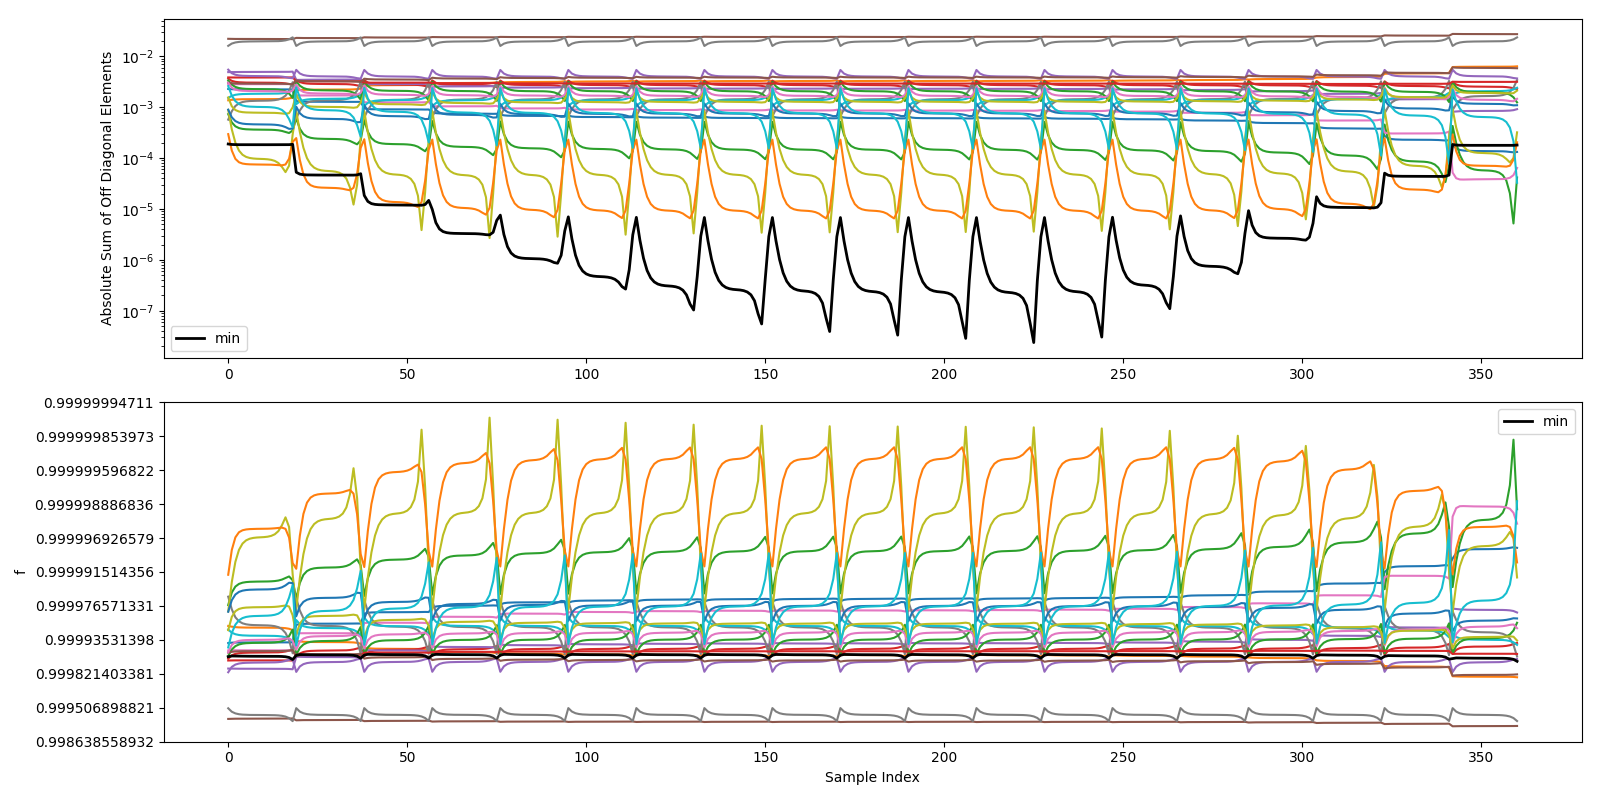 Absolute Sum of Off Diagonal Elements
10⁻²
10⁻³
10⁻⁴
10⁻⁵
10⁻⁶
10⁻⁷
min
0 50 100 150 200 250 300 350
f
0.99999994711
0.999999853973
0.999999596822
0.999998886836
0.999996926579
0.999991514356
0.999976571331
0.99993531398
0.999821403381
0.999506898821
0.998638558932
min
0 50 100 150 200 250 300 350
Sample Index